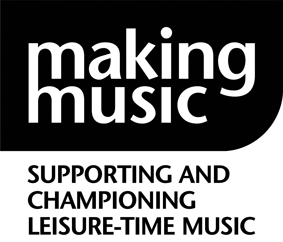 making
music
SUPPORTING AND
CHAMPIONING
LEISURE-TIME MUSIC